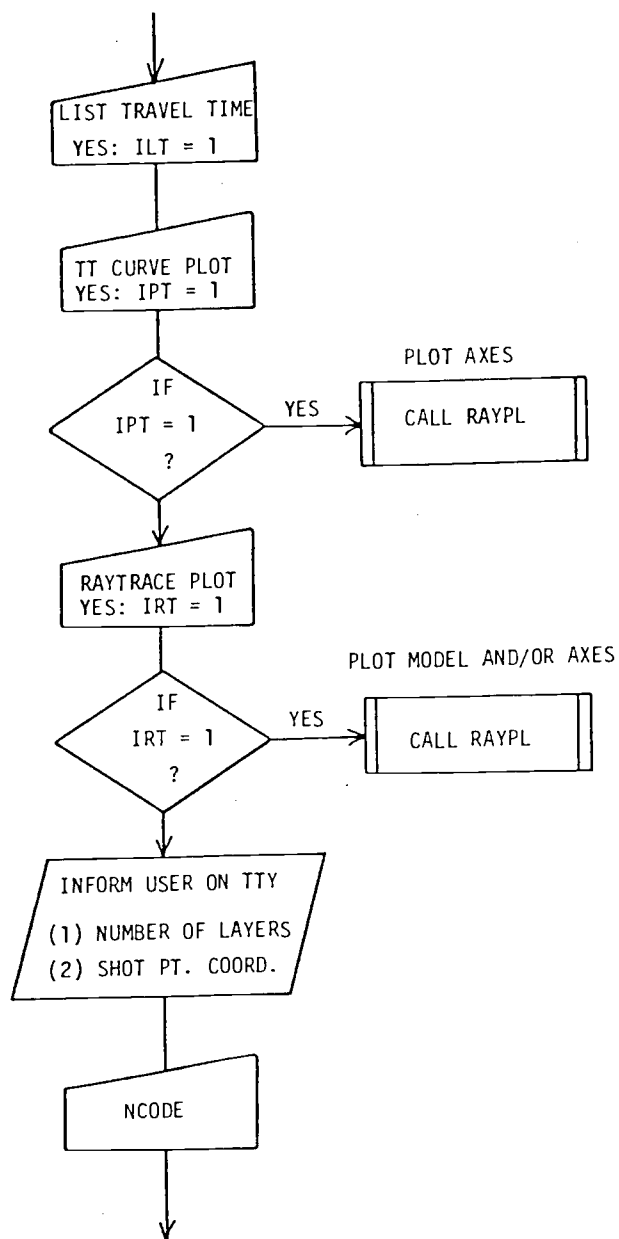 LIST TRAVEL TIME
YES: ILT = 1
TT CURVE PLOT
YES: IPT = 1
IF
IPT = 1
?
YES
PLOT AXES
CALL RAYPL
RAYTRACE PLOT
YES: IRT = 1
IF
IRT = 1
?
YES
PLOT MODEL AND/OR AXES
CALL RAYPL
INFORM USER ON TTY
(1) NUMBER OF LAYERS
(2) SHOT PT. COORD.
NCODE